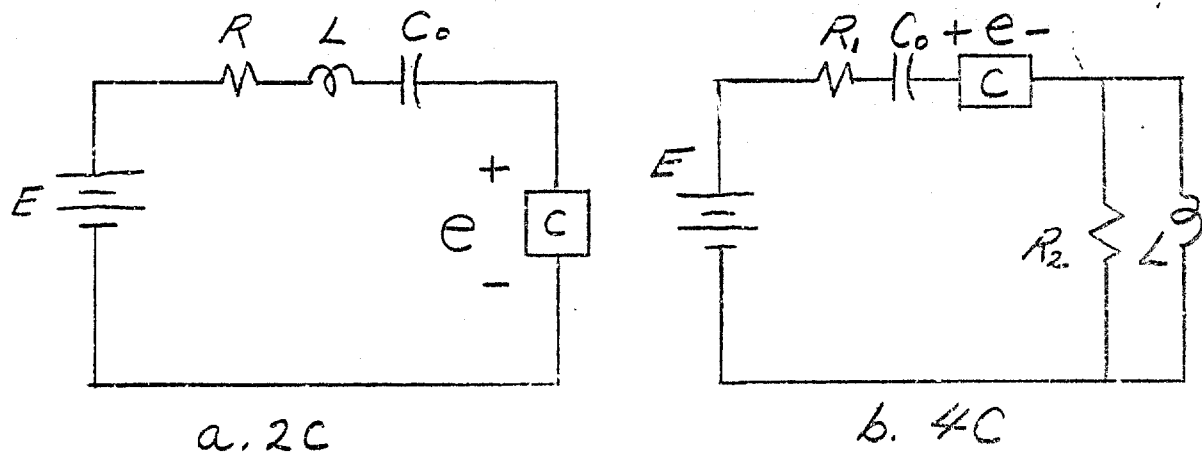 R L C₀
E
+
e
-
C
a. 2C
R₁ C₀ + e -
C
E
R₂. L
b. 4C